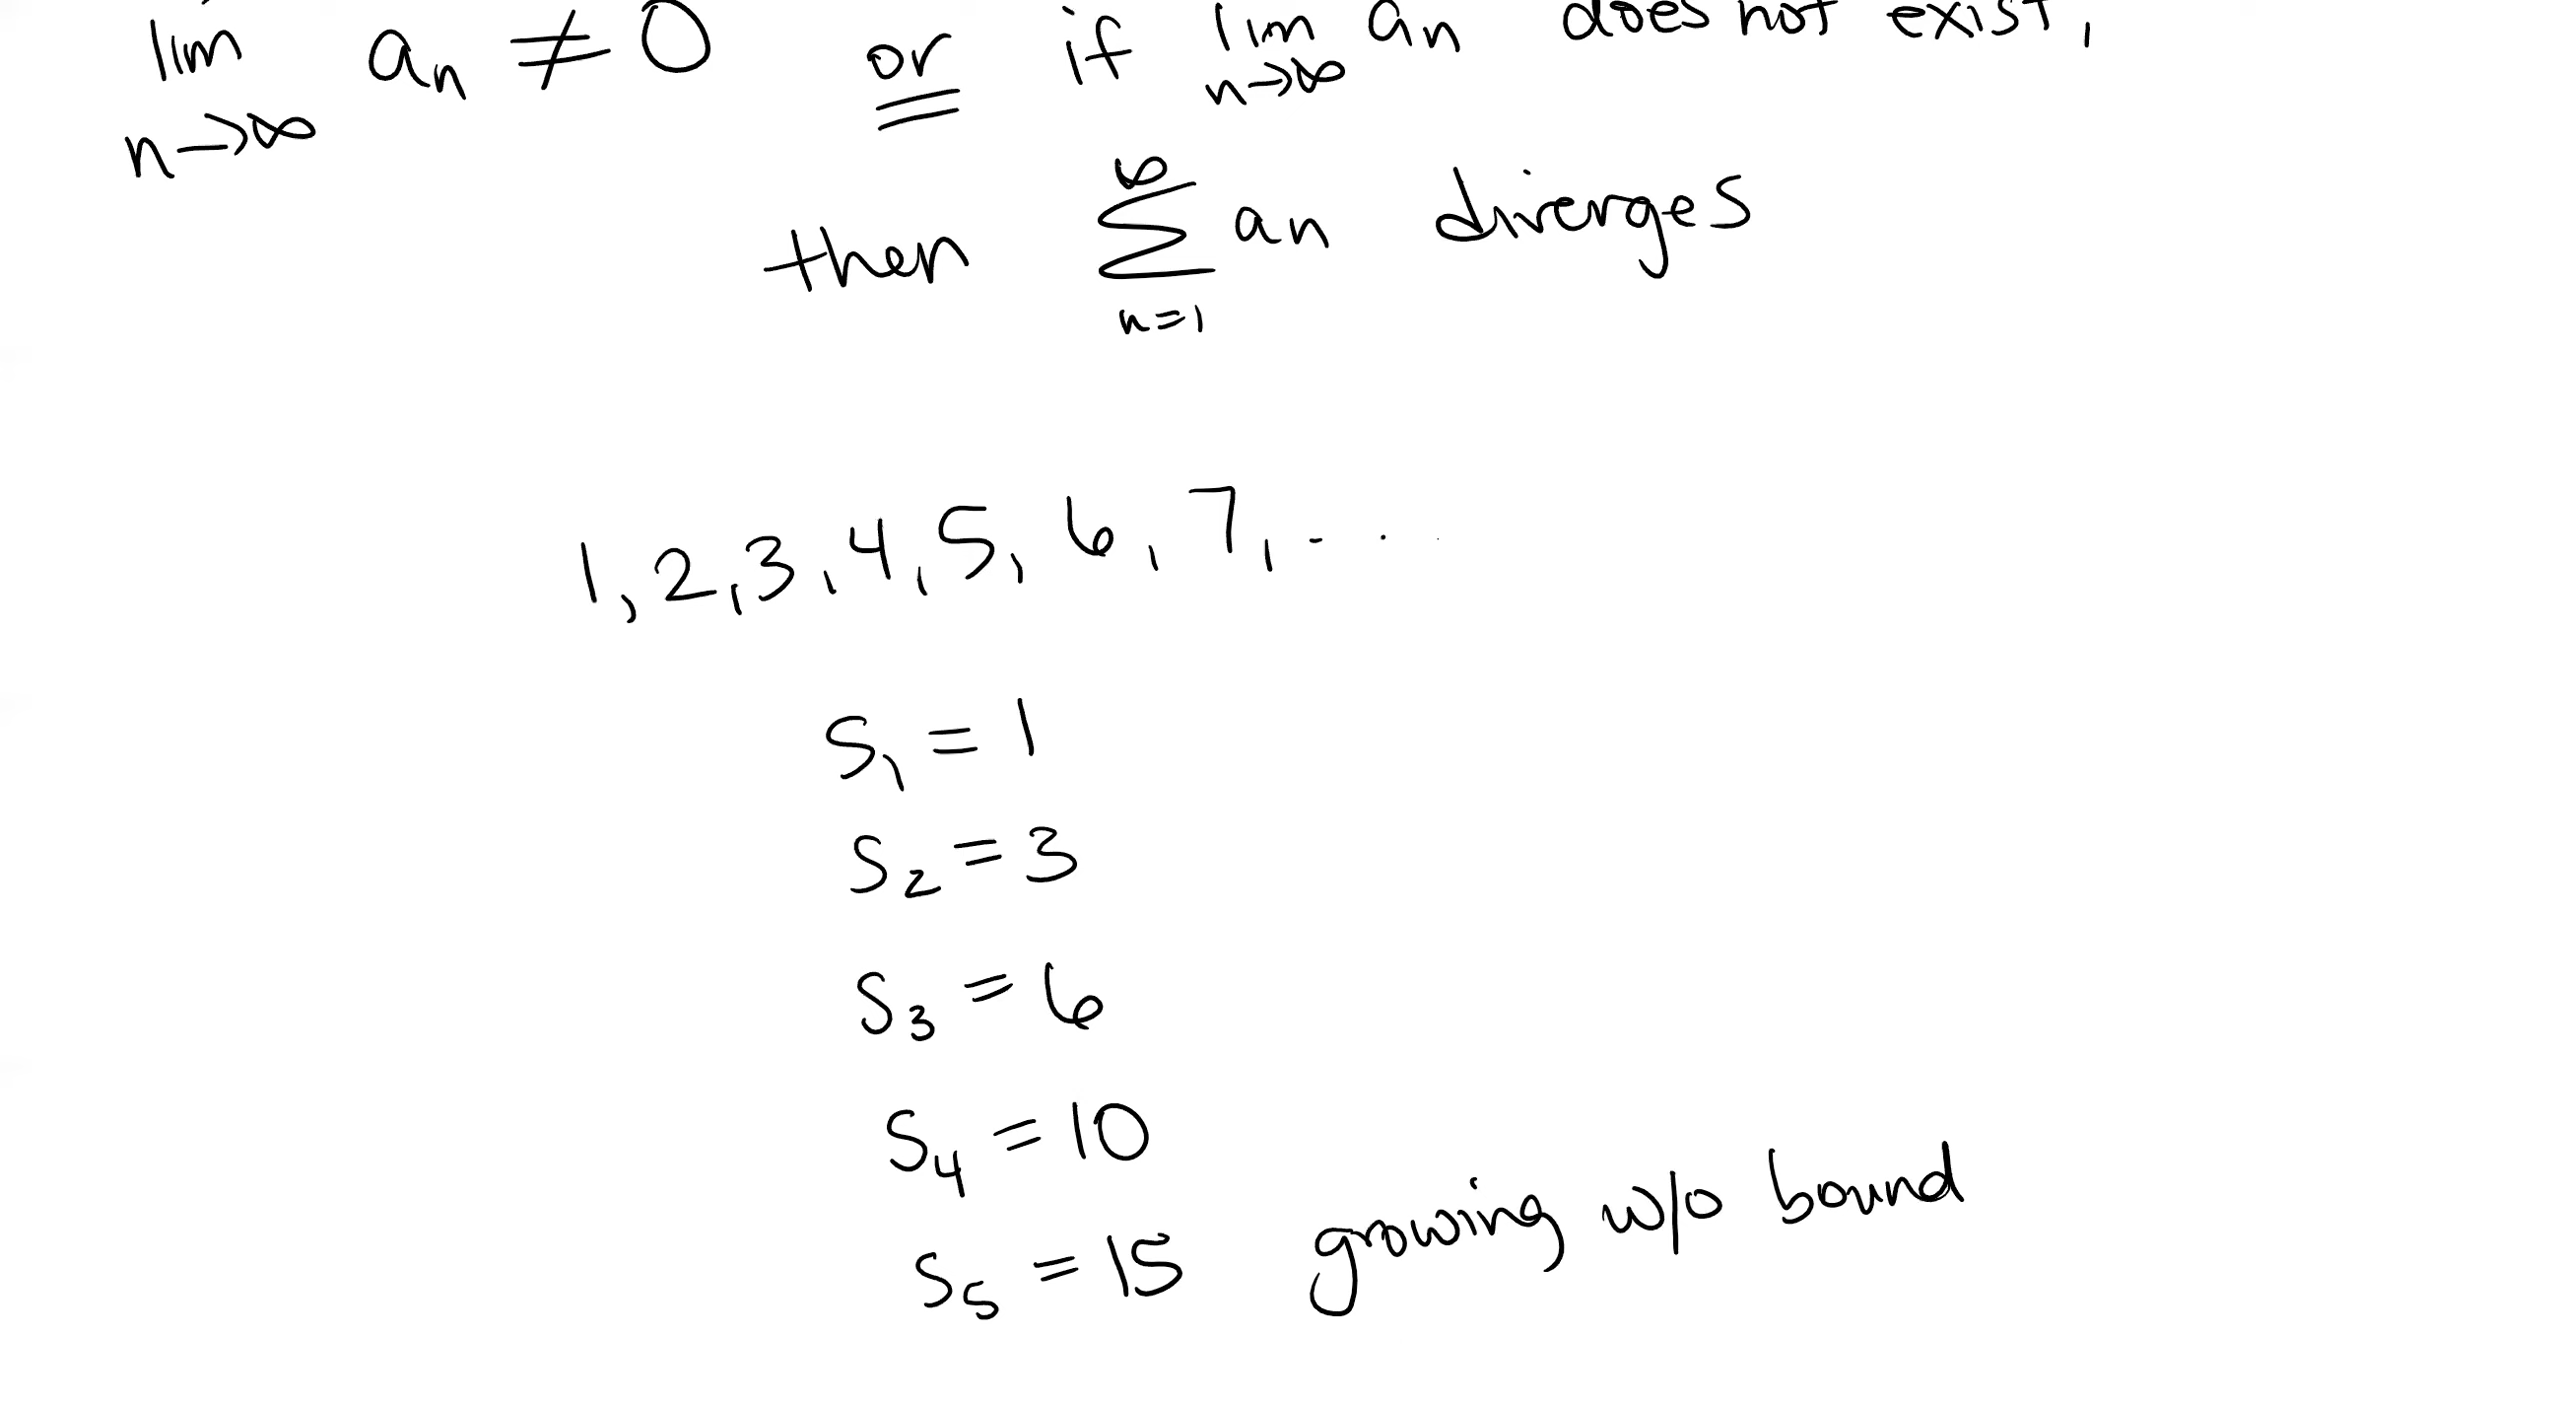 lim n→∞ an ≠ 0 or if lim n→∞ an does not exist,
then ∞ ∑ n=1 an diverges
1, 2, 3, 4, 5, 6, 7, ...
S1 = 1
S2 = 3
S3 = 6
S4 = 10
S5 = 15 growing w/o bound